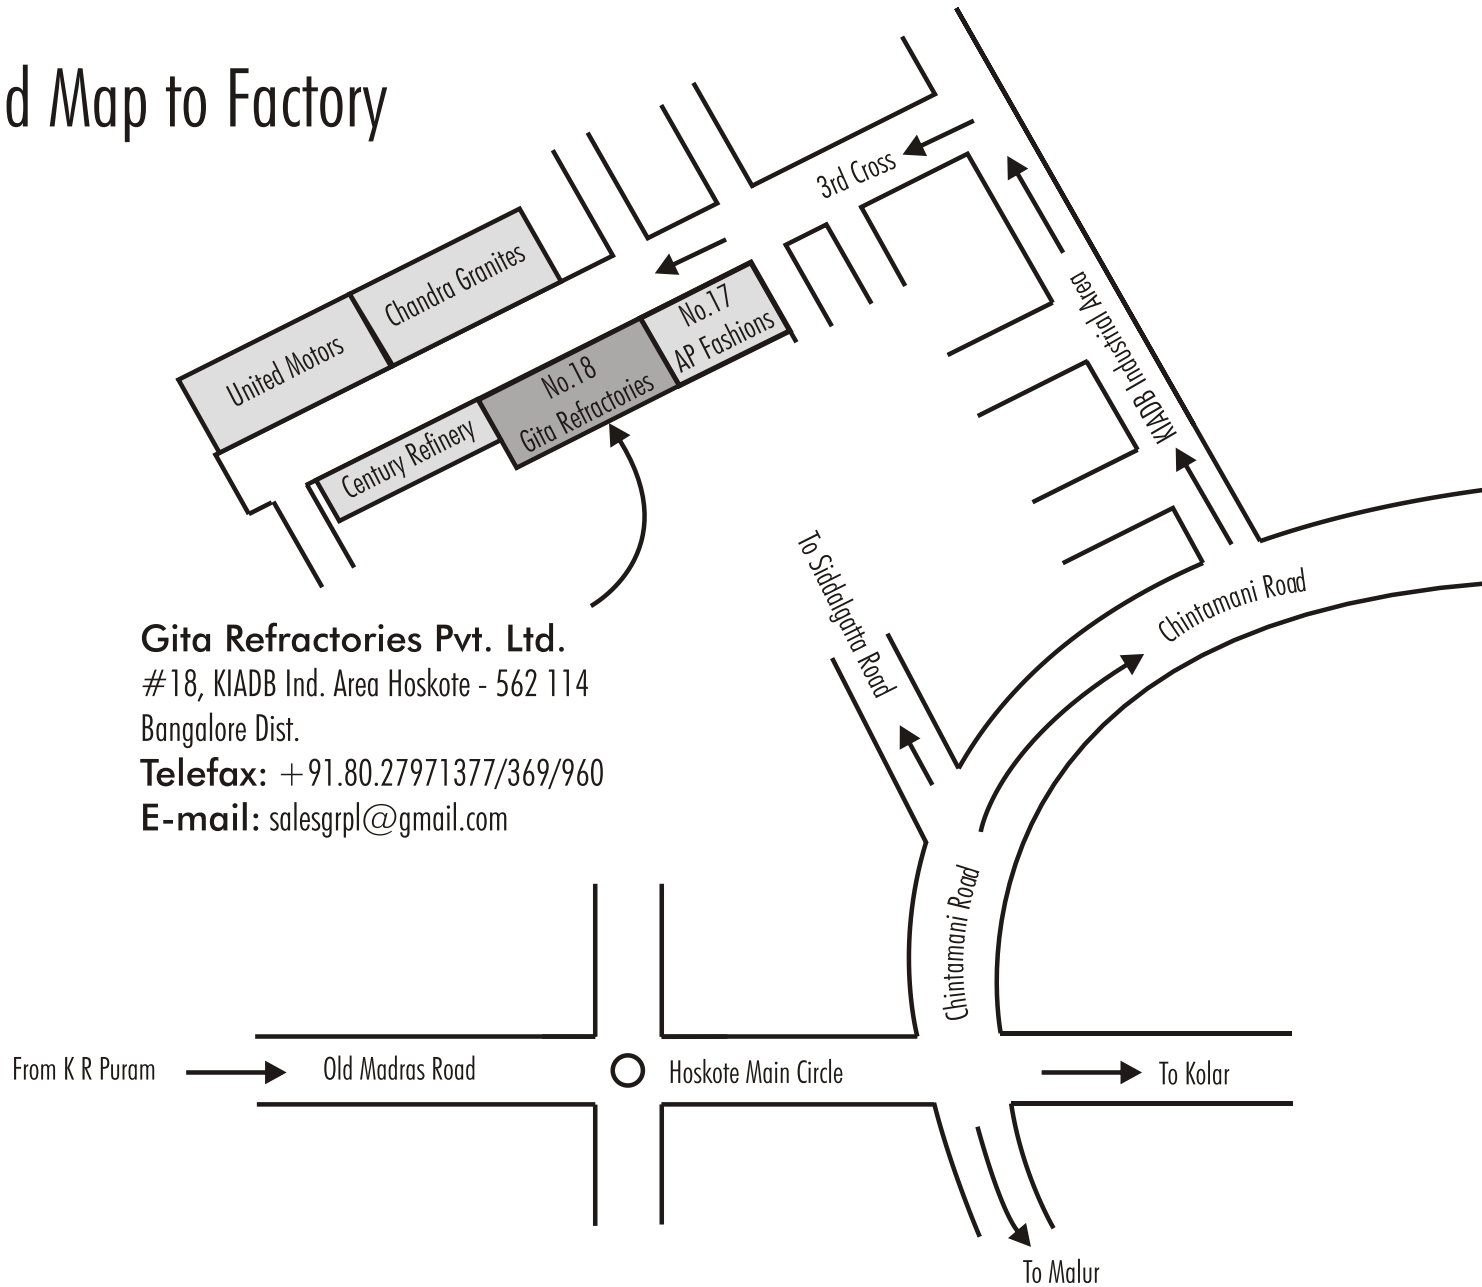 d Map to Factory
3rd Cross
Chandra Granites
United Motors
No.17
AP Fashions
No.18
Gita Refractories
Century Refinery
KIADB Industrial Area
To Siddalgatta Road
Chintamani Road
Gita Refractories Pvt. Ltd.
#18, KIADB Ind. Area Hoskote - 562 114
Bangalore Dist.
Telefax: +91.80.27971377/369/960
E-mail: salesgrpl@gmail.com
Chintamani Road
From K R Puram
Old Madras Road
Hoskote Main Circle
To Kolar
To Malur